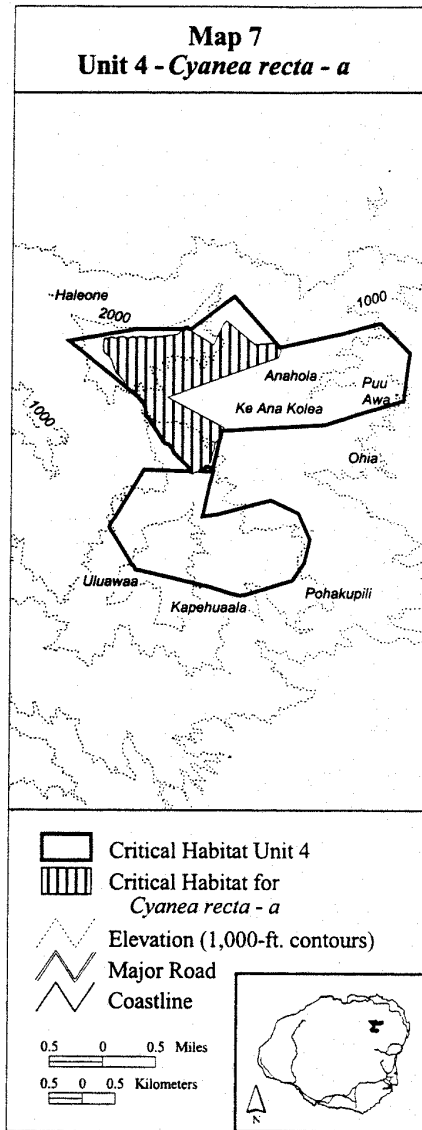 Map 7
Unit 4 - Cyanea recta - a
Haleone
2000
1000
Anahola
Puu
Awa
Ke Ana Kolea
1000
Ohia
Uluawaa
Pohakupili
Kapehuaala
Critical Habitat Unit 4
Critical Habitat for
Cyanea recta - a
Elevation (1,000-ft. contours)
Major Road
Coastline
0.5 0 0.5 Miles
0.5 0 0.5 Kilometers
N